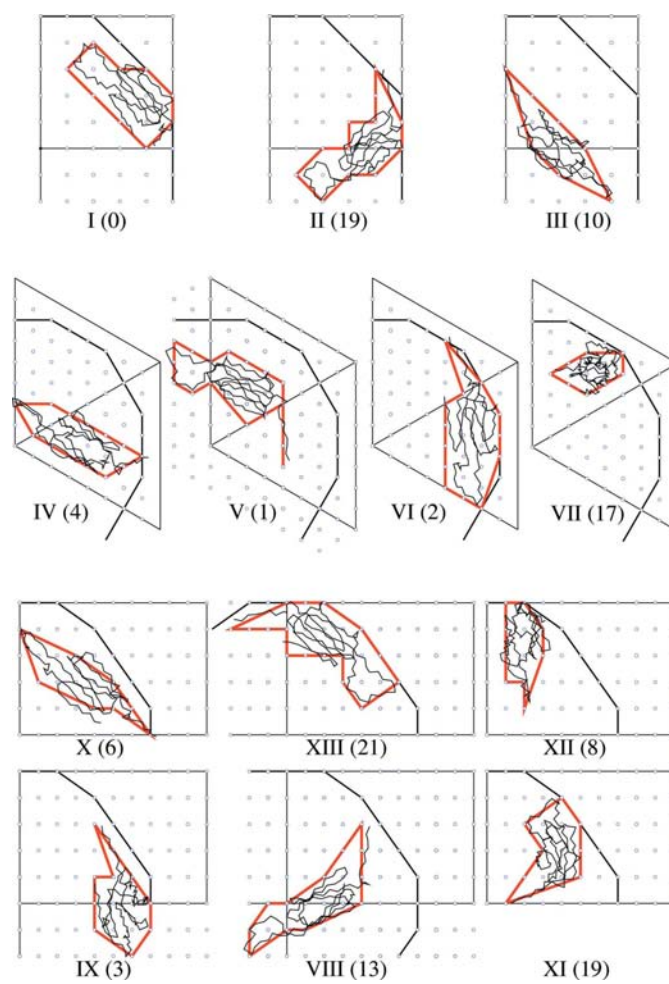 I (0) II (19) III (10)
IV (4) V (1) VI (2) VII (17)
X (6) XIII (21) XII (8)
IX (3) VIII (13) XI (19)